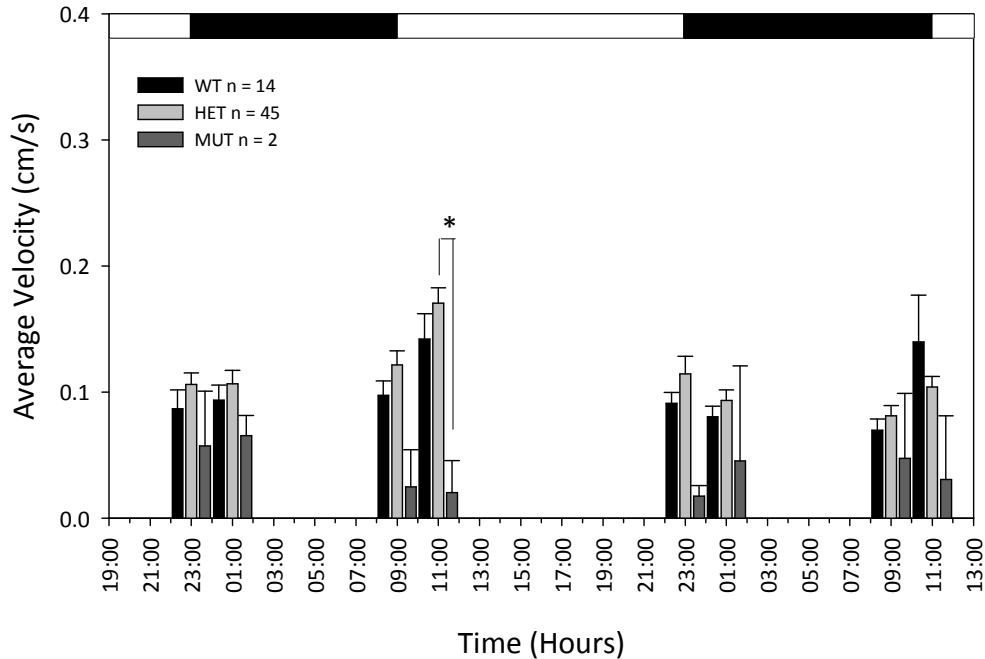 0.4
WT n = 14
HET n = 45
MUT n = 2
0.3
*
0.2
0.1
0.0
Average Velocity (cm/s)
19:00 21:00 23:00 01:00 03:00 05:00 07:00 09:00 11:00 13:00 15:00 17:00 19:00 21:00 23:00 01:00 03:00 05:00 07:00 09:00 11:00 13:00
Time (Hours)